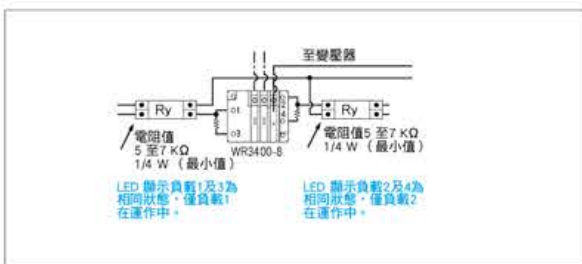 至變壓器
Ry
Ry
WR3400-8
電阻值
5 至7 KΩ
1/4 W （最小值）
電阻值5 至7 KΩ
1/4 W （最小值）
LED 顯示負載1及3為
相同狀態，僅負載1
在運作中。
LED 顯示負載2及4為
相同狀態，僅負載2
在運作中。